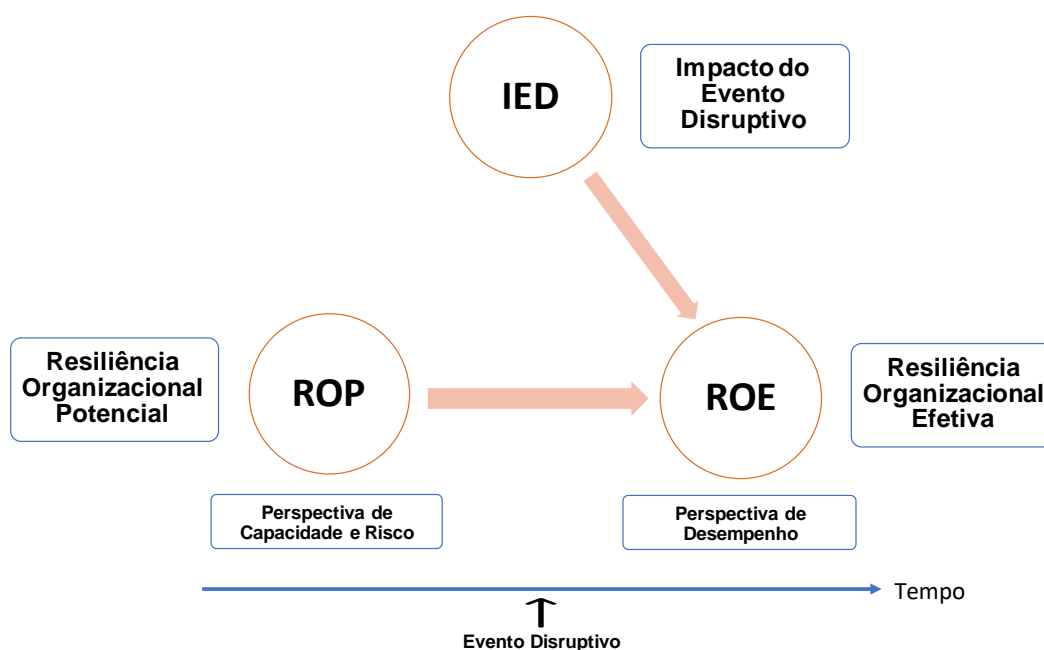 IED
Impacto do
Evento
Disruptivo
Resiliência
Organizacional
Potencial
ROP
ROE
Resiliência
Organizacional
Efetiva
Perspectiva de
Capacidade e Risco
Perspectiva de
Desempenho
Tempo
Evento Disruptivo